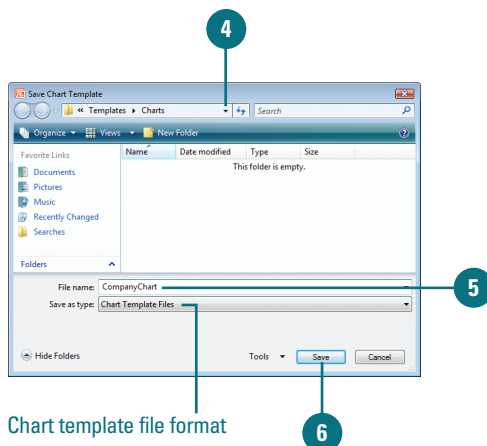 4
Save Chart Template
« Templates ▸ Charts
Search
Organize Views New Folder
Favorite Links
Documents
Pictures
Music
Recently Changed
Searches
Folders
Name Date modified Type Size
This folder is empty.
File name: CompanyChart
5
Save as type: Chart Template Files
Hide Folders
Tools Save Cancel
Chart template file format
6